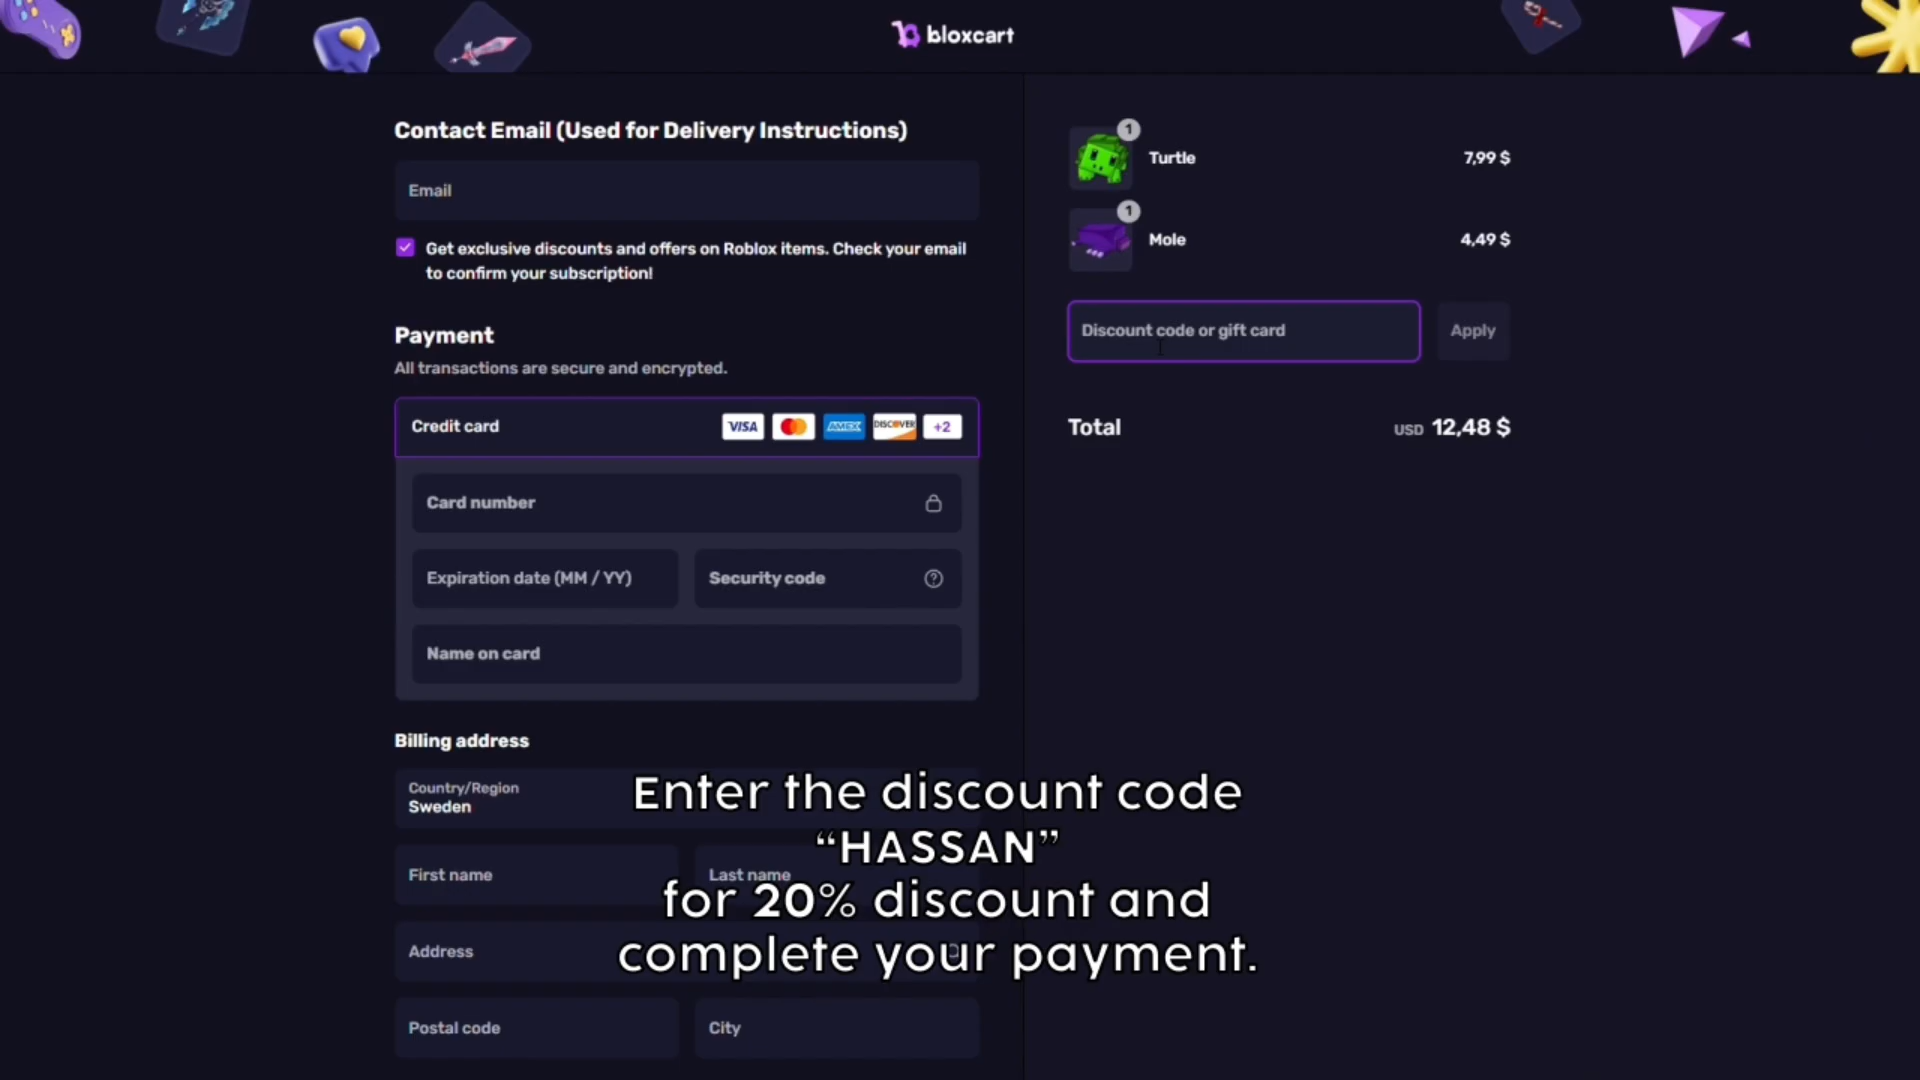 bloxcart
Contact Email (Used for Delivery Instructions)
Email
Get exclusive discounts and offers on Roblox items. Check your email
to confirm your subscription!
Payment
All transactions are secure and encrypted.
Credit card
VISA
AMEX
DISCOVER
+2
Card number
Expiration date (MM / YY)
Security code
?
Name on card
Billing address
Country/Region
Sweden
First name
Last name
Address
Postal code
City
1
Turtle
7,99 $
1
Mole
4,49 $
Discount code or gift card
Apply
Total
USD 12,48 $
Enter the discount code
“HASSAN”
for 20% discount and
complete your payment.